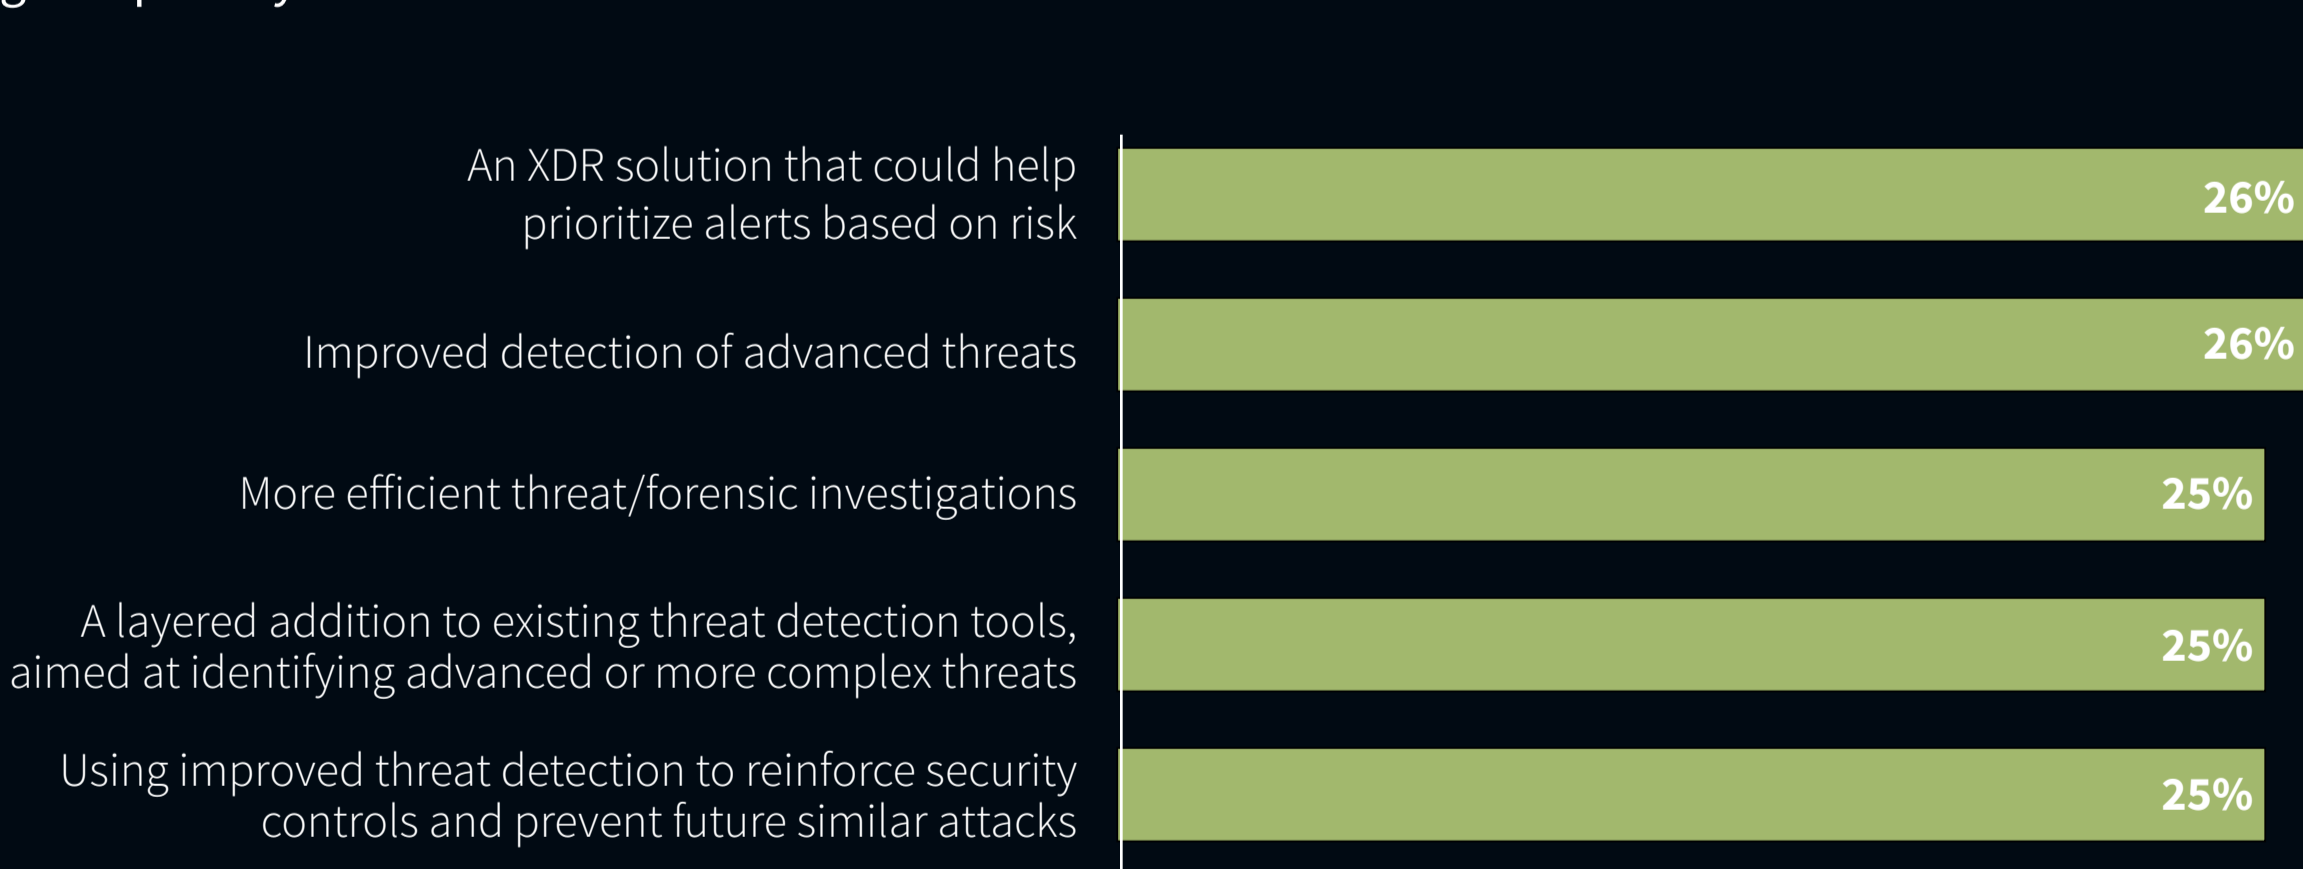 An XDR solution that could help
prioritize alerts based on risk
26%
Improved detection of advanced threats
26%
More efficient threat/forensic investigations
25%
A layered addition to existing threat detection tools,
aimed at identifying advanced or more complex threats
25%
Using improved threat detection to reinforce security
controls and prevent future similar attacks
25%